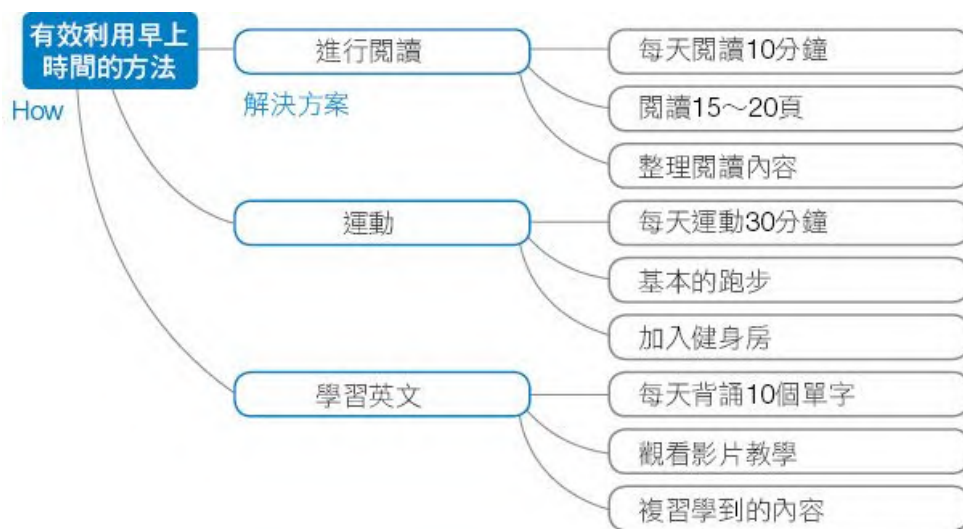 有效利用早上
時間的方法
How
進行閱讀
解決方案
每天閱讀10分鐘
閱讀15～20頁
整理閱讀內容
運動
每天運動30分鐘
基本的跑步
加入健身房
學習英文
每天背誦10個單字
觀看影片教學
複習學到的內容